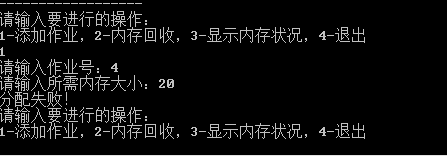 ------------------
请输入要进行的操作:
1-添加作业, 2-内存回收, 3-显示内存状况, 4-退出
1
请输入作业号: 4
请输入所需内存大小: 20
分配失败!
请输入要进行的操作:
1-添加作业, 2-内存回收, 3-显示内存状况, 4-退出